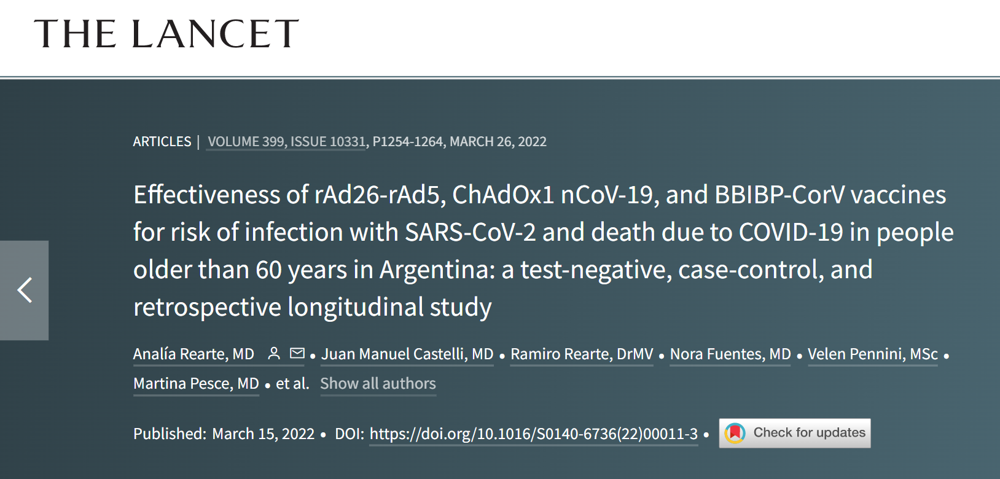 THE LANCET
ARTICLES | VOLUME 399, ISSUE 10331, P1254-1264, MARCH 26, 2022
Effectiveness of rAd26-rAd5, ChAdOx1 nCoV-19, and BBIBP-CorV vaccines
for risk of infection with SARS-CoV-2 and death due to COVID-19 in people
older than 60 years in Argentina: a test-negative, case-control, and
retrospective longitudinal study
Analía Rearte, MD • Juan Manuel Castelli, MD • Ramiro Rearte, DrMV • Nora Fuentes, MD • Velen Pennini, MSc •
Martina Pesce, MD • et al. Show all authors
Published: March 15, 2022 • DOI: https://doi.org/10.1016/S0140-6736(22)00011-3 • Check for updates